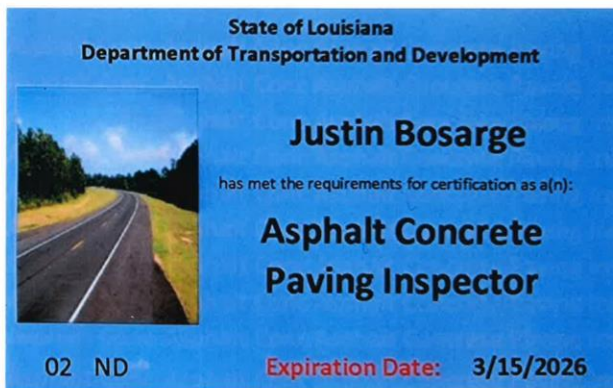 State of Louisiana
Department of Transportation and Development
Justin Bosarge
has met the requirements for certification as a(n):
Asphalt Concrete
Paving Inspector
02 ND
Expiration Date: 3/15/2026